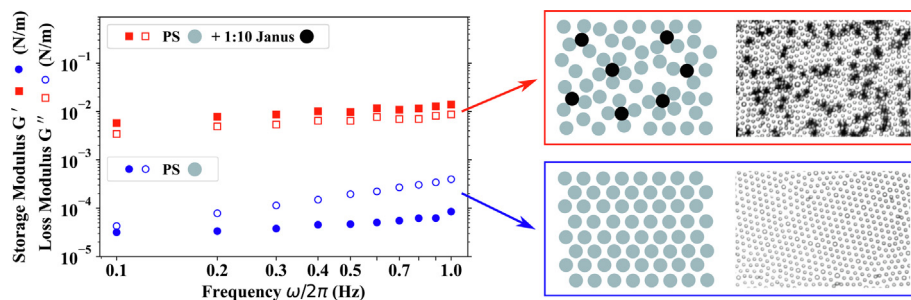 Storage Modulus G′ (N/m)
Loss Modulus G″ (N/m)
10⁻¹
10⁻²
10⁻³
10⁻⁴
10⁻⁵
PS + 1:10 Janus
PS
0.1 0.2 0.3 0.4 0.5 0.7 1.0
Frequency ω/2π (Hz)